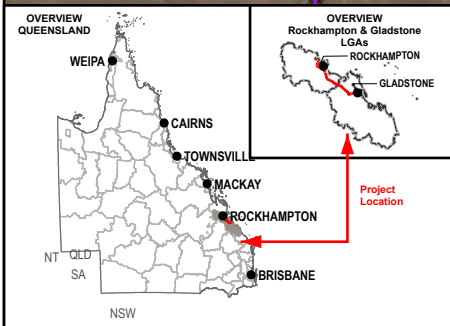 OVERVIEW
QUEENSLAND
WEIPA
CAIRNS
TOWNSVILLE
MACKAY
ROCKHAMPTON
BRISBANE
NT
QLD
SA
NSW
OVERVIEW
Rockhampton & Gladstone
LGAs
ROCKHAMPTON
GLADSTONE
Project
Location